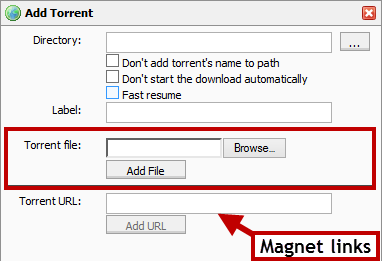 Add Torrent
Directory:
...
Don't add torrent's name to path
Don't start the download automatically
Fast resume
Label:
Torrent file:
Browse...
Add File
Torrent URL:
Add URL
Magnet links